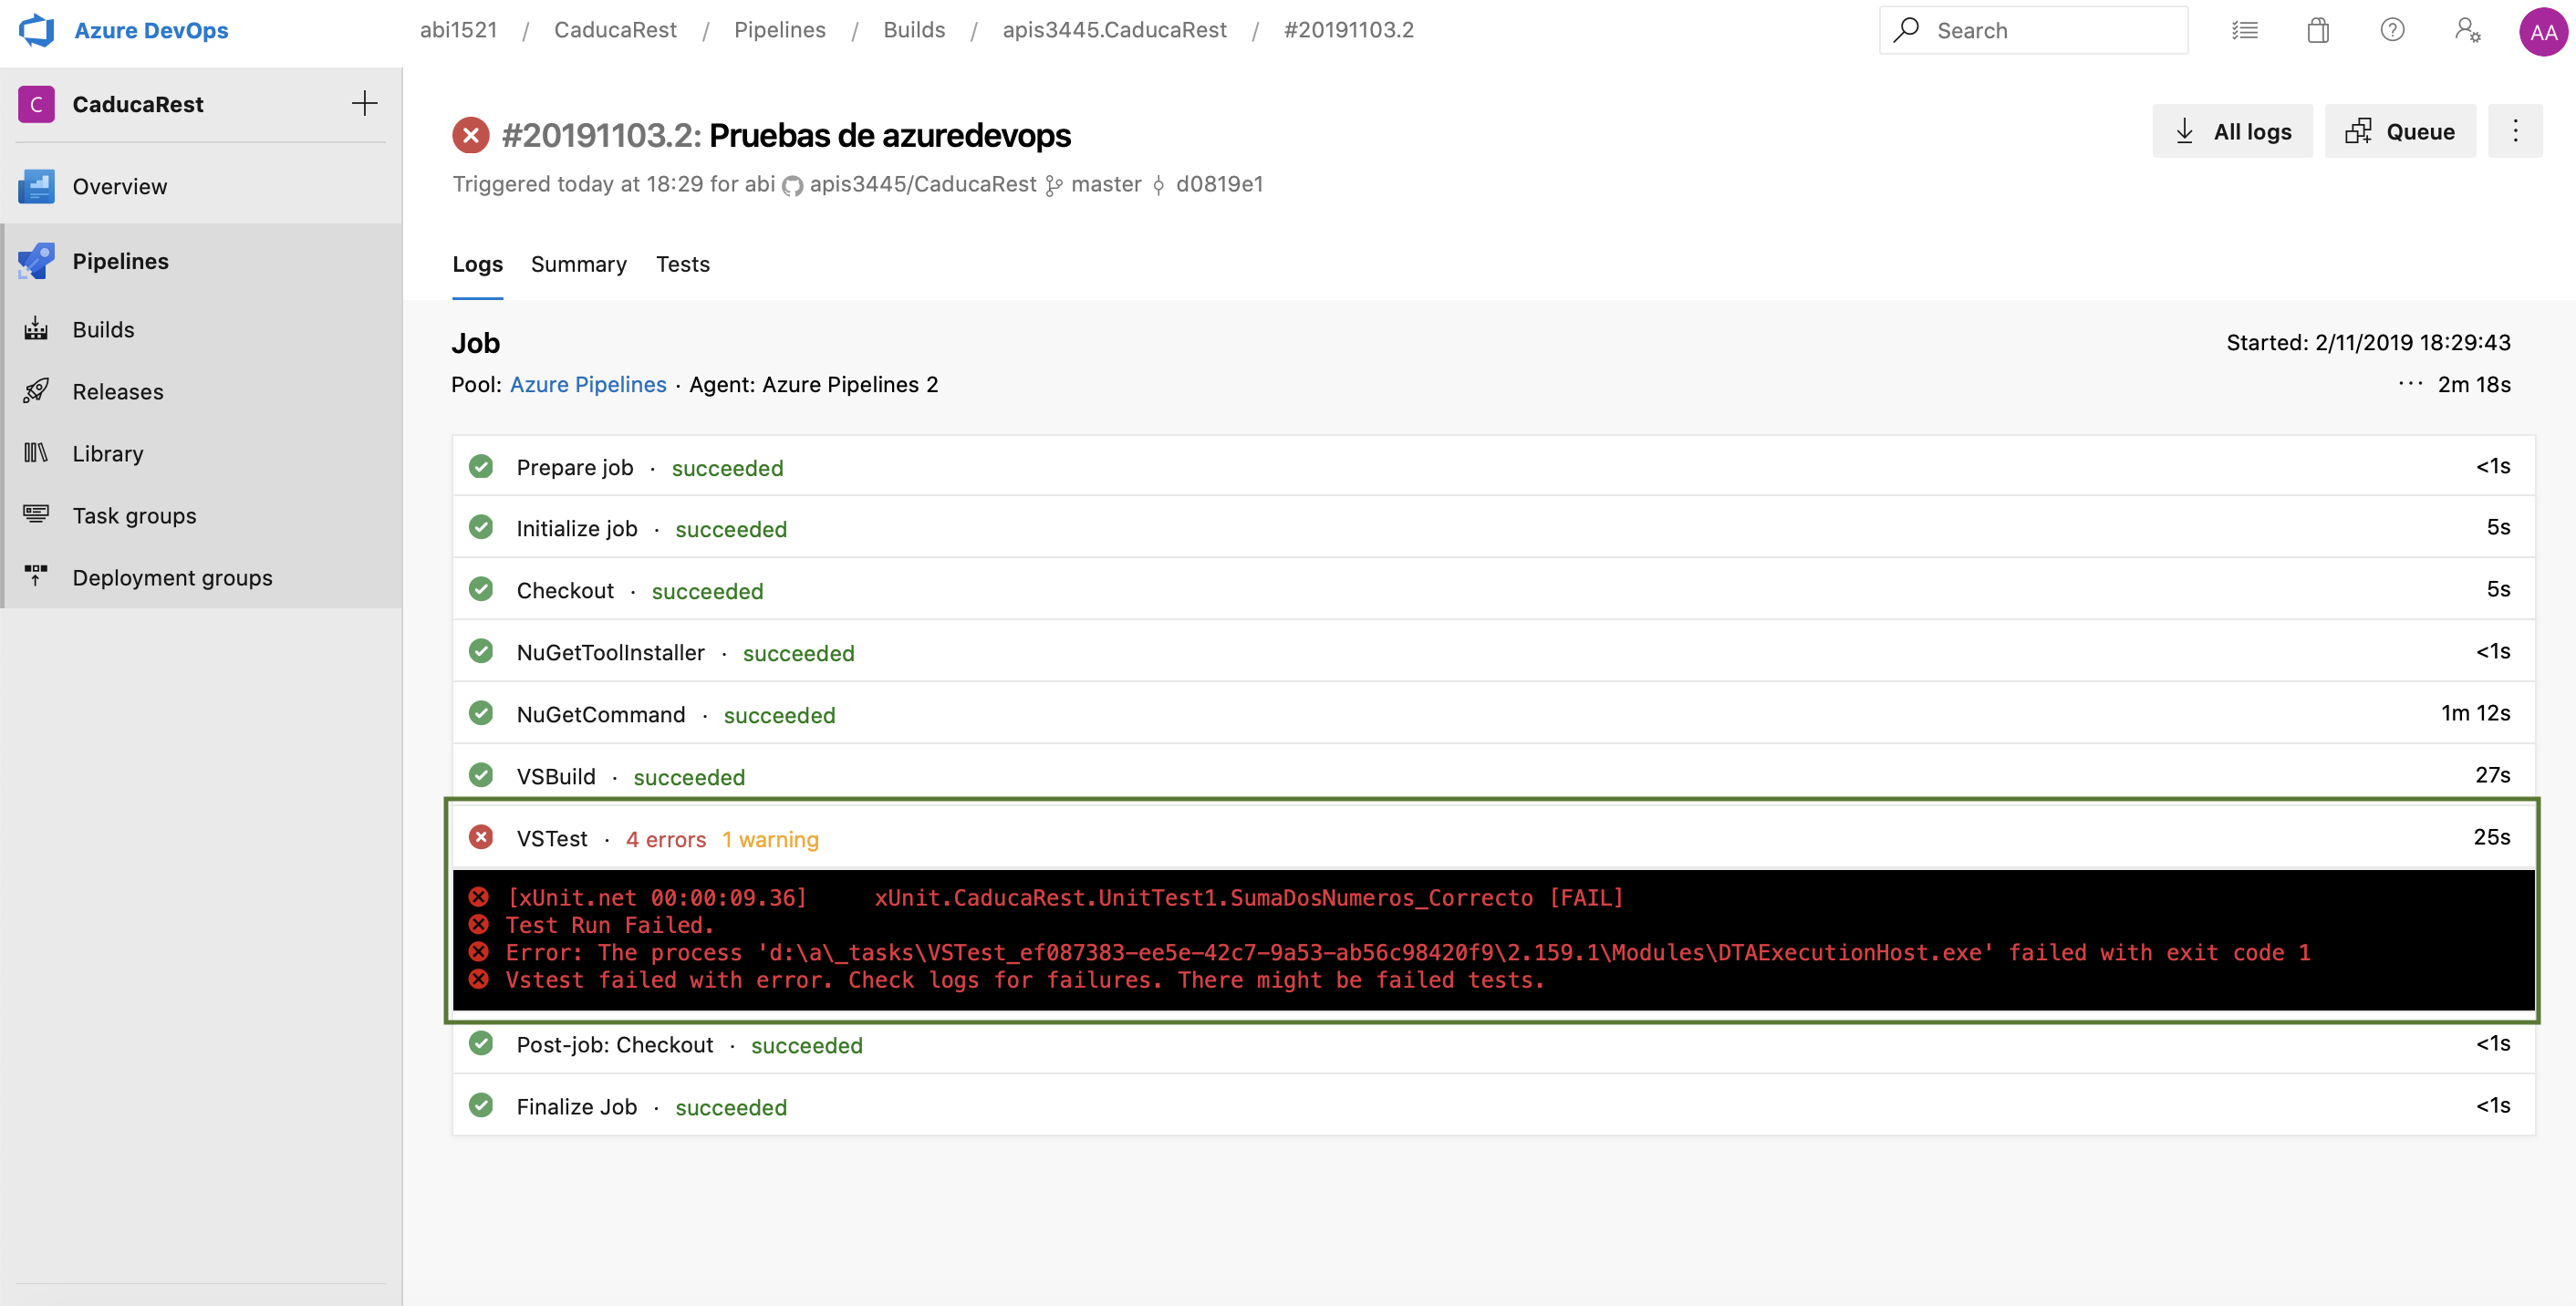 Azure DevOps
abi1521 / CaducaRest / Pipelines / Builds / apis3445.CaducaRest / #20191103.2
Search
AA
C CaducaRest
Overview
Pipelines
Builds
Releases
Library
Task groups
Deployment groups
#20191103.2: Pruebas de azuredevops
All logs
Queue
Triggered today at 18:29 for abi apis3445/CaducaRest master d0819e1
Logs Summary Tests
Job
Started: 2/11/2019 18:29:43
Pool: Azure Pipelines · Agent: Azure Pipelines 2
··· 2m 18s
Prepare job · succeeded <1s
Initialize job · succeeded 5s
Checkout · succeeded 5s
NuGetToolInstaller · succeeded <1s
NuGetCommand · succeeded 1m 12s
VSBuild · succeeded 27s
VSTest · 4 errors 1 warning 25s
[xUnit.net 00:00:09.36] xUnit.CaducaRest.UnitTest1.SumaDosNumeros_Correcto [FAIL]
Test Run Failed.
Error: The process 'd:\a\_tasks\VSTest_ef087383-ee5e-42c7-9a53-ab56c98420f9\2.159.1\Modules\DTAExecutionHost.exe' failed with exit code 1
Vstest failed with error. Check logs for failures. There might be failed tests.
Post-job: Checkout · succeeded <1s
Finalize Job · succeeded <1s